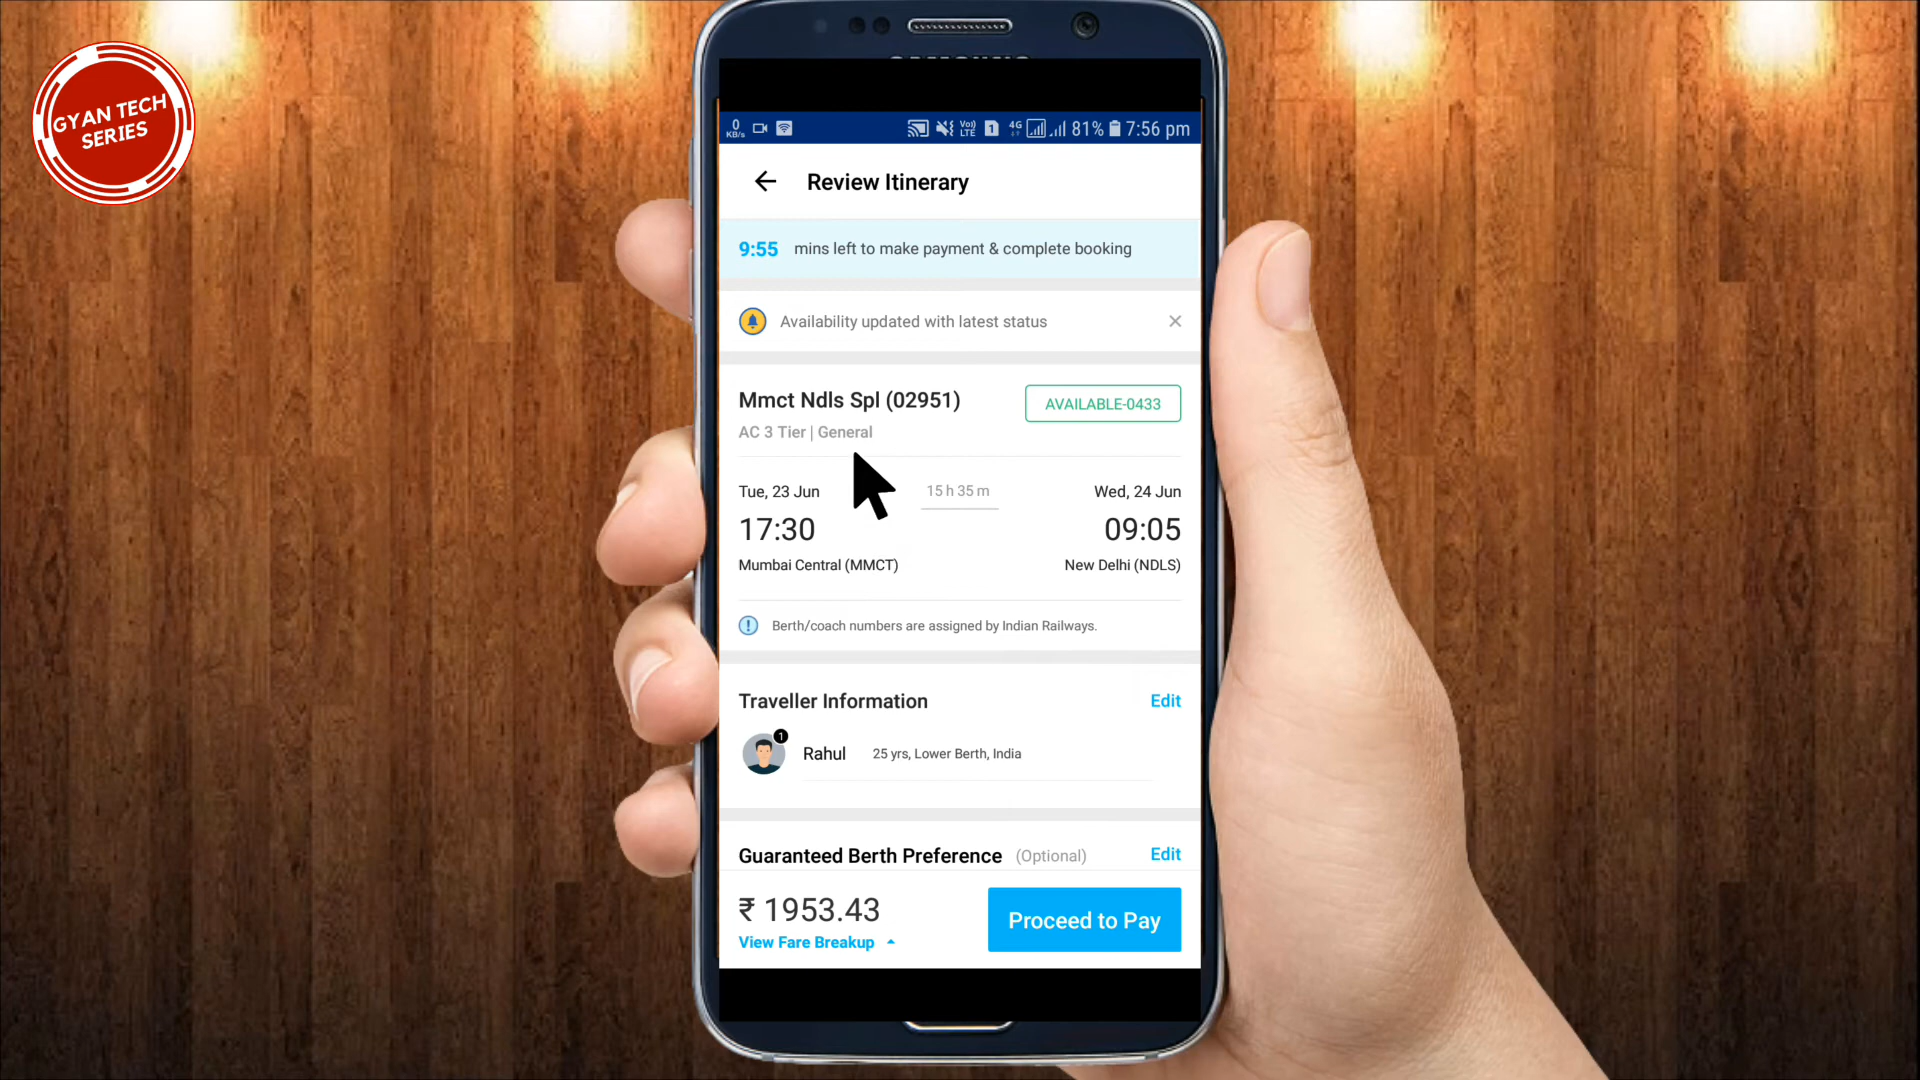 GYAN TECH
SERIES
0
KB/s
Vo)
LTE
1
4G
81%
7:56 pm
Review Itinerary
9:55 mins left to make payment & complete booking
Availability updated with latest status
Mmct Ndls Spl (02951)
AVAILABLE-0433
AC 3 Tier | General
Tue, 23 Jun
15 h 35 m
Wed, 24 Jun
17:30
09:05
Mumbai Central (MMCT)
New Delhi (NDLS)
Berth/coach numbers are assigned by Indian Railways.
Traveller Information
Edit
1
Rahul
25 yrs, Lower Berth, India
Guaranteed Berth Preference (Optional)
Edit
₹ 1953.43
View Fare Breakup
Proceed to Pay